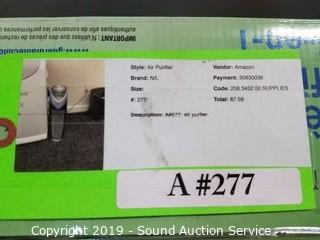 IMPORTANT: N'utilisez que des pièces de rechange
authentiques afin de conserver les performances
www.guardiantechnol
Style: Air Purifier
Vendor: Amazon
Brand: N/L
Payment: 30830036
Size:
Code: 208.3432.00 SUPPLIES
#: 277
Total: 87.59
Description: A#277: air purifier
A #277
Copyright 2019 - Sound Auction Service